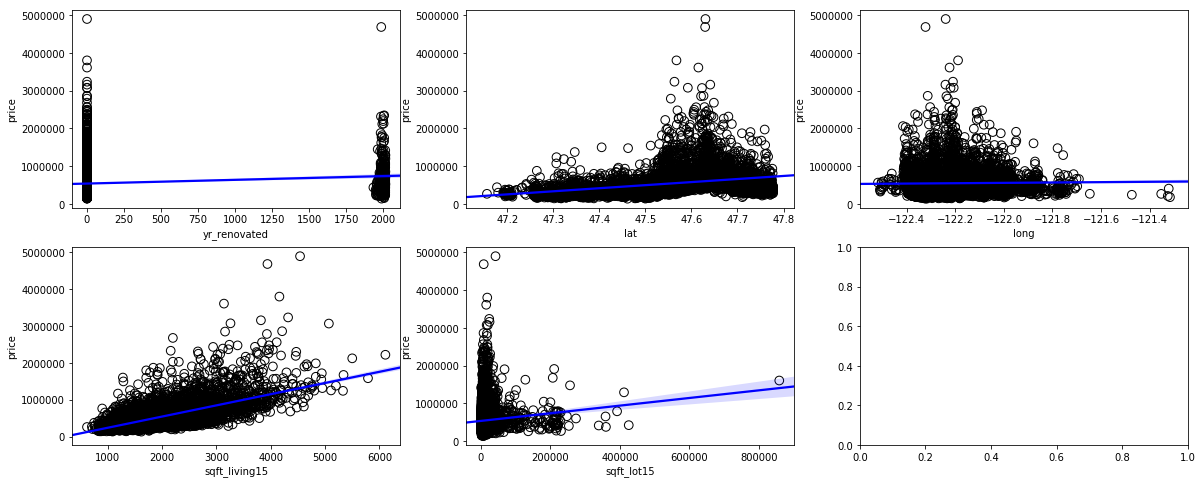 5000000
4000000
3000000
2000000
1000000
0
price
0 250 500 750 1000 1250 1500 1750 2000
yr_renovated
5000000
4000000
3000000
2000000
1000000
0
price
47.2 47.3 47.4 47.5 47.6 47.7 47.8
lat
5000000
4000000
3000000
2000000
1000000
0
price
−122.4 −122.2 −122.0 −121.8 −121.6 −121.4
long
5000000
4000000
3000000
2000000
1000000
0
price
1000 2000 3000 4000 5000 6000
sqft_living15
5000000
4000000
3000000
2000000
1000000
0
price
0 200000 400000 600000 800000
sqft_lot15
1.0
0.8
0.6
0.4
0.2
0.0
0.0 0.2 0.4 0.6 0.8 1.0